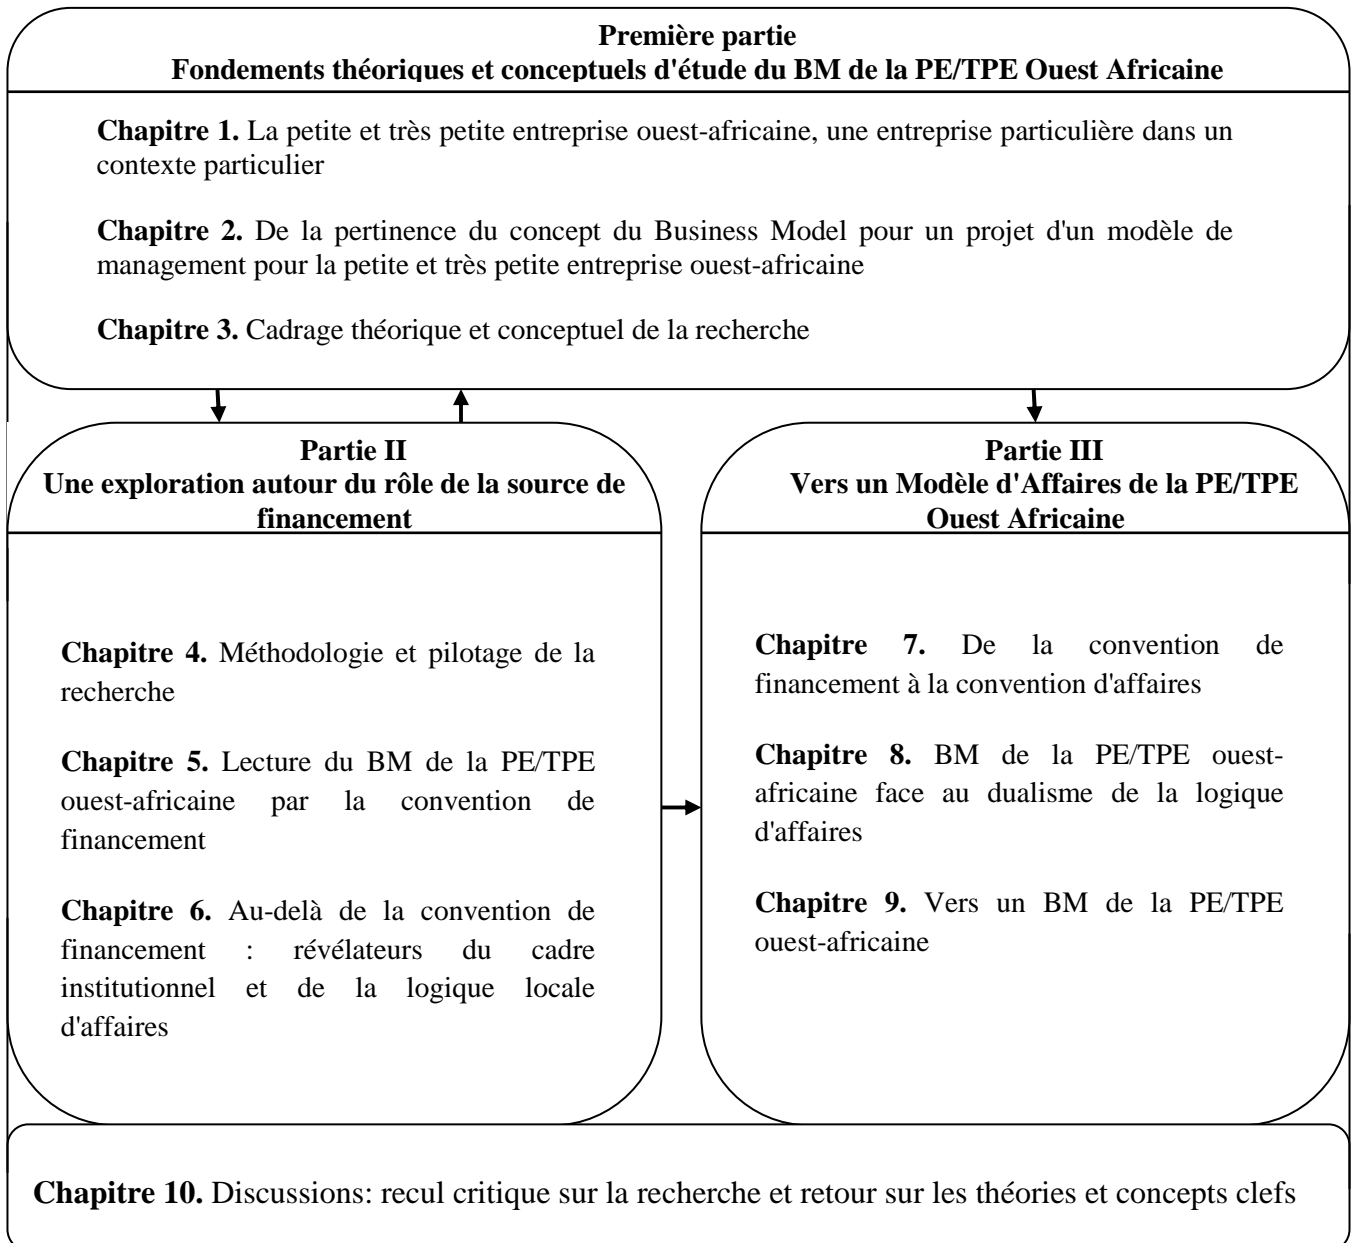 Première partie
Fondements théoriques et conceptuels d'étude du BM de la PE/TPE Ouest Africaine
Chapitre 1. La petite et très petite entreprise ouest-africaine, une entreprise particulière dans un
contexte particulier
Chapitre 2. De la pertinence du concept du Business Model pour un projet d'un modèle de
management pour la petite et très petite entreprise ouest-africaine
Chapitre 3. Cadrage théorique et conceptuel de la recherche
Partie II
Une exploration autour du rôle de la source de
financement
Chapitre 4. Méthodologie et pilotage de la
recherche
Chapitre 5. Lecture du BM de la PE/TPE
ouest-africaine par la convention de
financement
Chapitre 6. Au-delà de la convention de
financement : révélateurs du cadre
institutionnel et de la logique locale
d'affaires
Partie III
Vers un Modèle d'Affaires de la PE/TPE
Ouest Africaine
Chapitre 7. De la convention de
financement à la convention d'affaires
Chapitre 8. BM de la PE/TPE ouest-
africaine face au dualisme de la logique
d'affaires
Chapitre 9. Vers un BM de la PE/TPE
ouest-africaine
Chapitre 10. Discussions: recul critique sur la recherche et retour sur les théories et concepts clefs